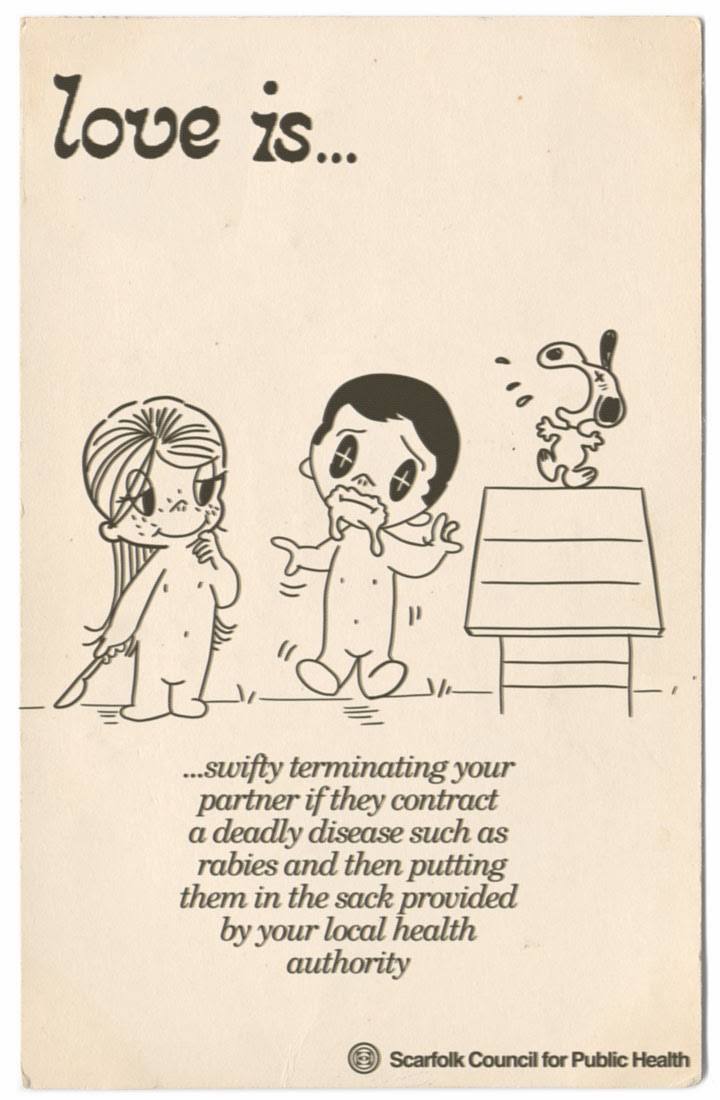 love is...
...swifty terminating your
partner if they contract
a deadly disease such as
rabies and then putting
them in the sack provided
by your local health
authority
Scarfolk Council for Public Health